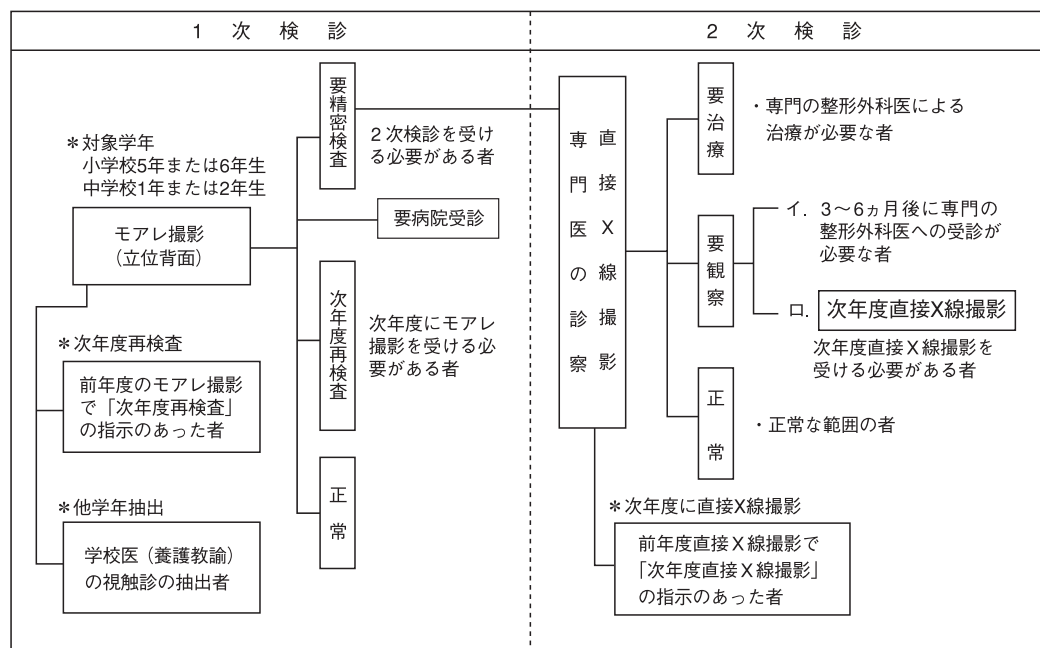 1次検診
2次検診
*対象学年
小学校5年または6年生
中学校1年または2年生
モアレ撮影
（立位背面）
*次年度再検査
前年度のモアレ撮影
で「次年度再検査」
の指示のあった者
*他学年抽出
学校医（養護教諭）
の視触診の抽出者
要精密検査
2次検診を受け
る必要がある者
要病院受診
次年度再検査
次年度にモアレ
撮影を受ける必
要がある者
正常
直接X線撮影
専門医の診察
*次年度に直接X線撮影
前年度直接X線撮影で
「次年度直接X線撮影」
の指示のあった者
要治療
・専門の整形外科医による
治療が必要な者
要観察
イ. 3〜6ヵ月後に専門の
整形外科医への受診が
必要な者
ロ. 次年度直接X線撮影
次年度直接X線撮影を
受ける必要がある者
正常
・正常な範囲の者